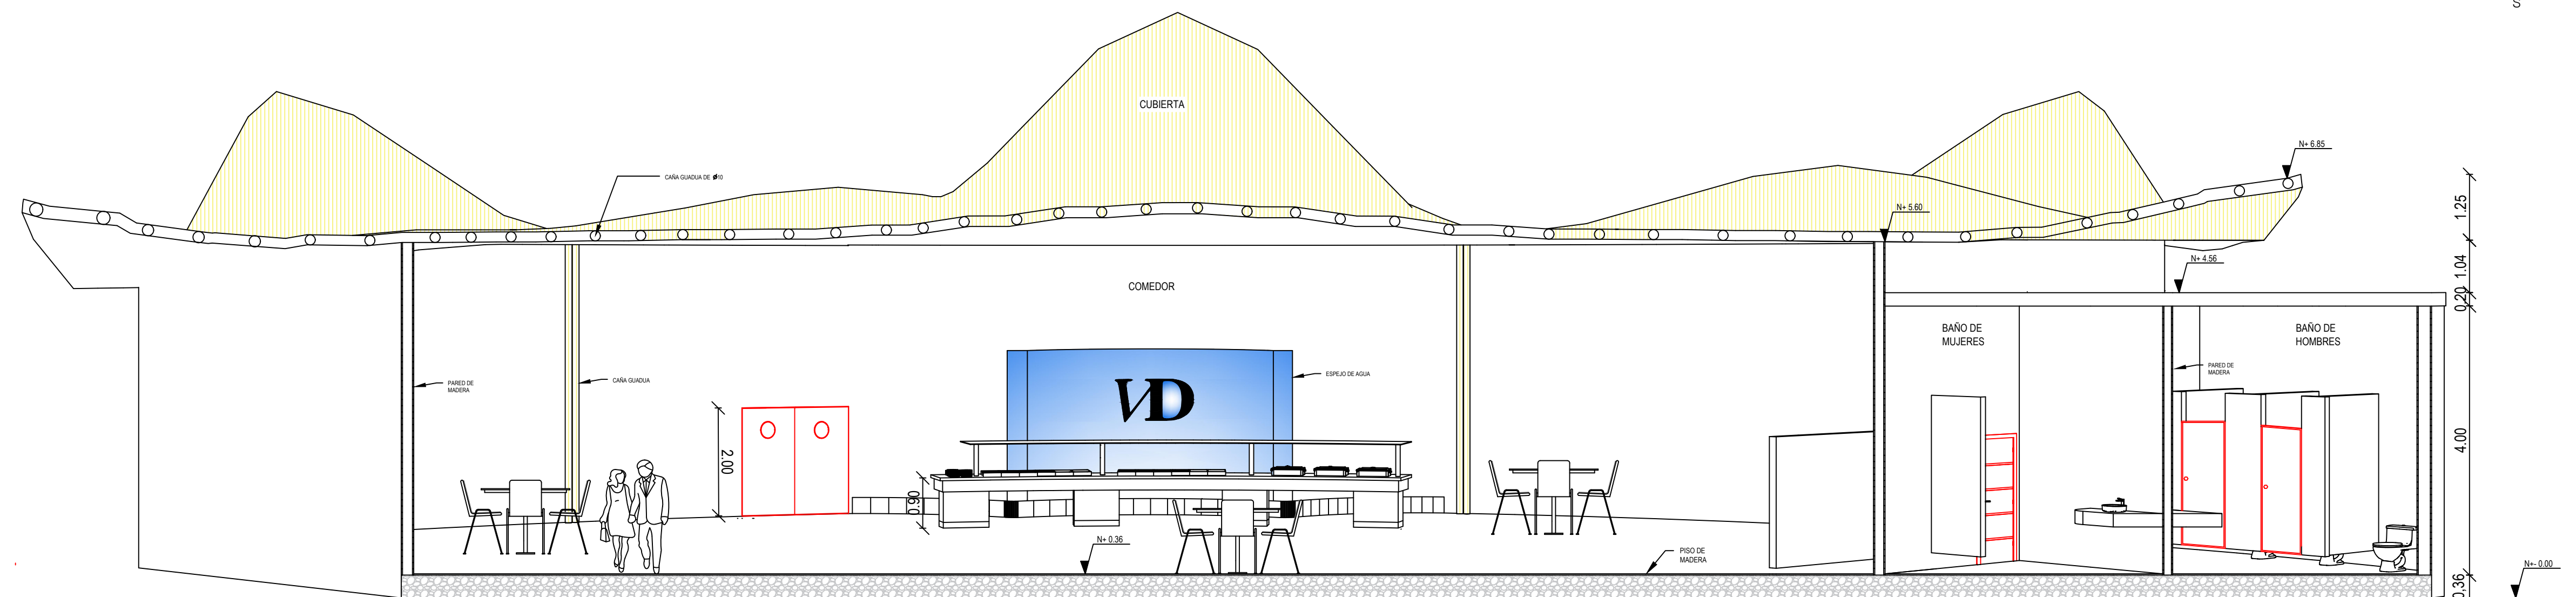 S
CUBIERTA
N+ 6.85
CAÑA GUADUA DE ø10
N+ 5.60
1.25
N+ 4.56
1.04
0.20
COMEDOR
BAÑO DE
MUJERES
BAÑO DE
HOMBRES
PARED DE
MADERA
CAÑA GUADUA
ESPEJO DE AGUA
PARED DE
MADERA
VD
2.00
4.00
0.90
N+ 0.36
PISO DE
MADERA
N+- 0.00
0.36